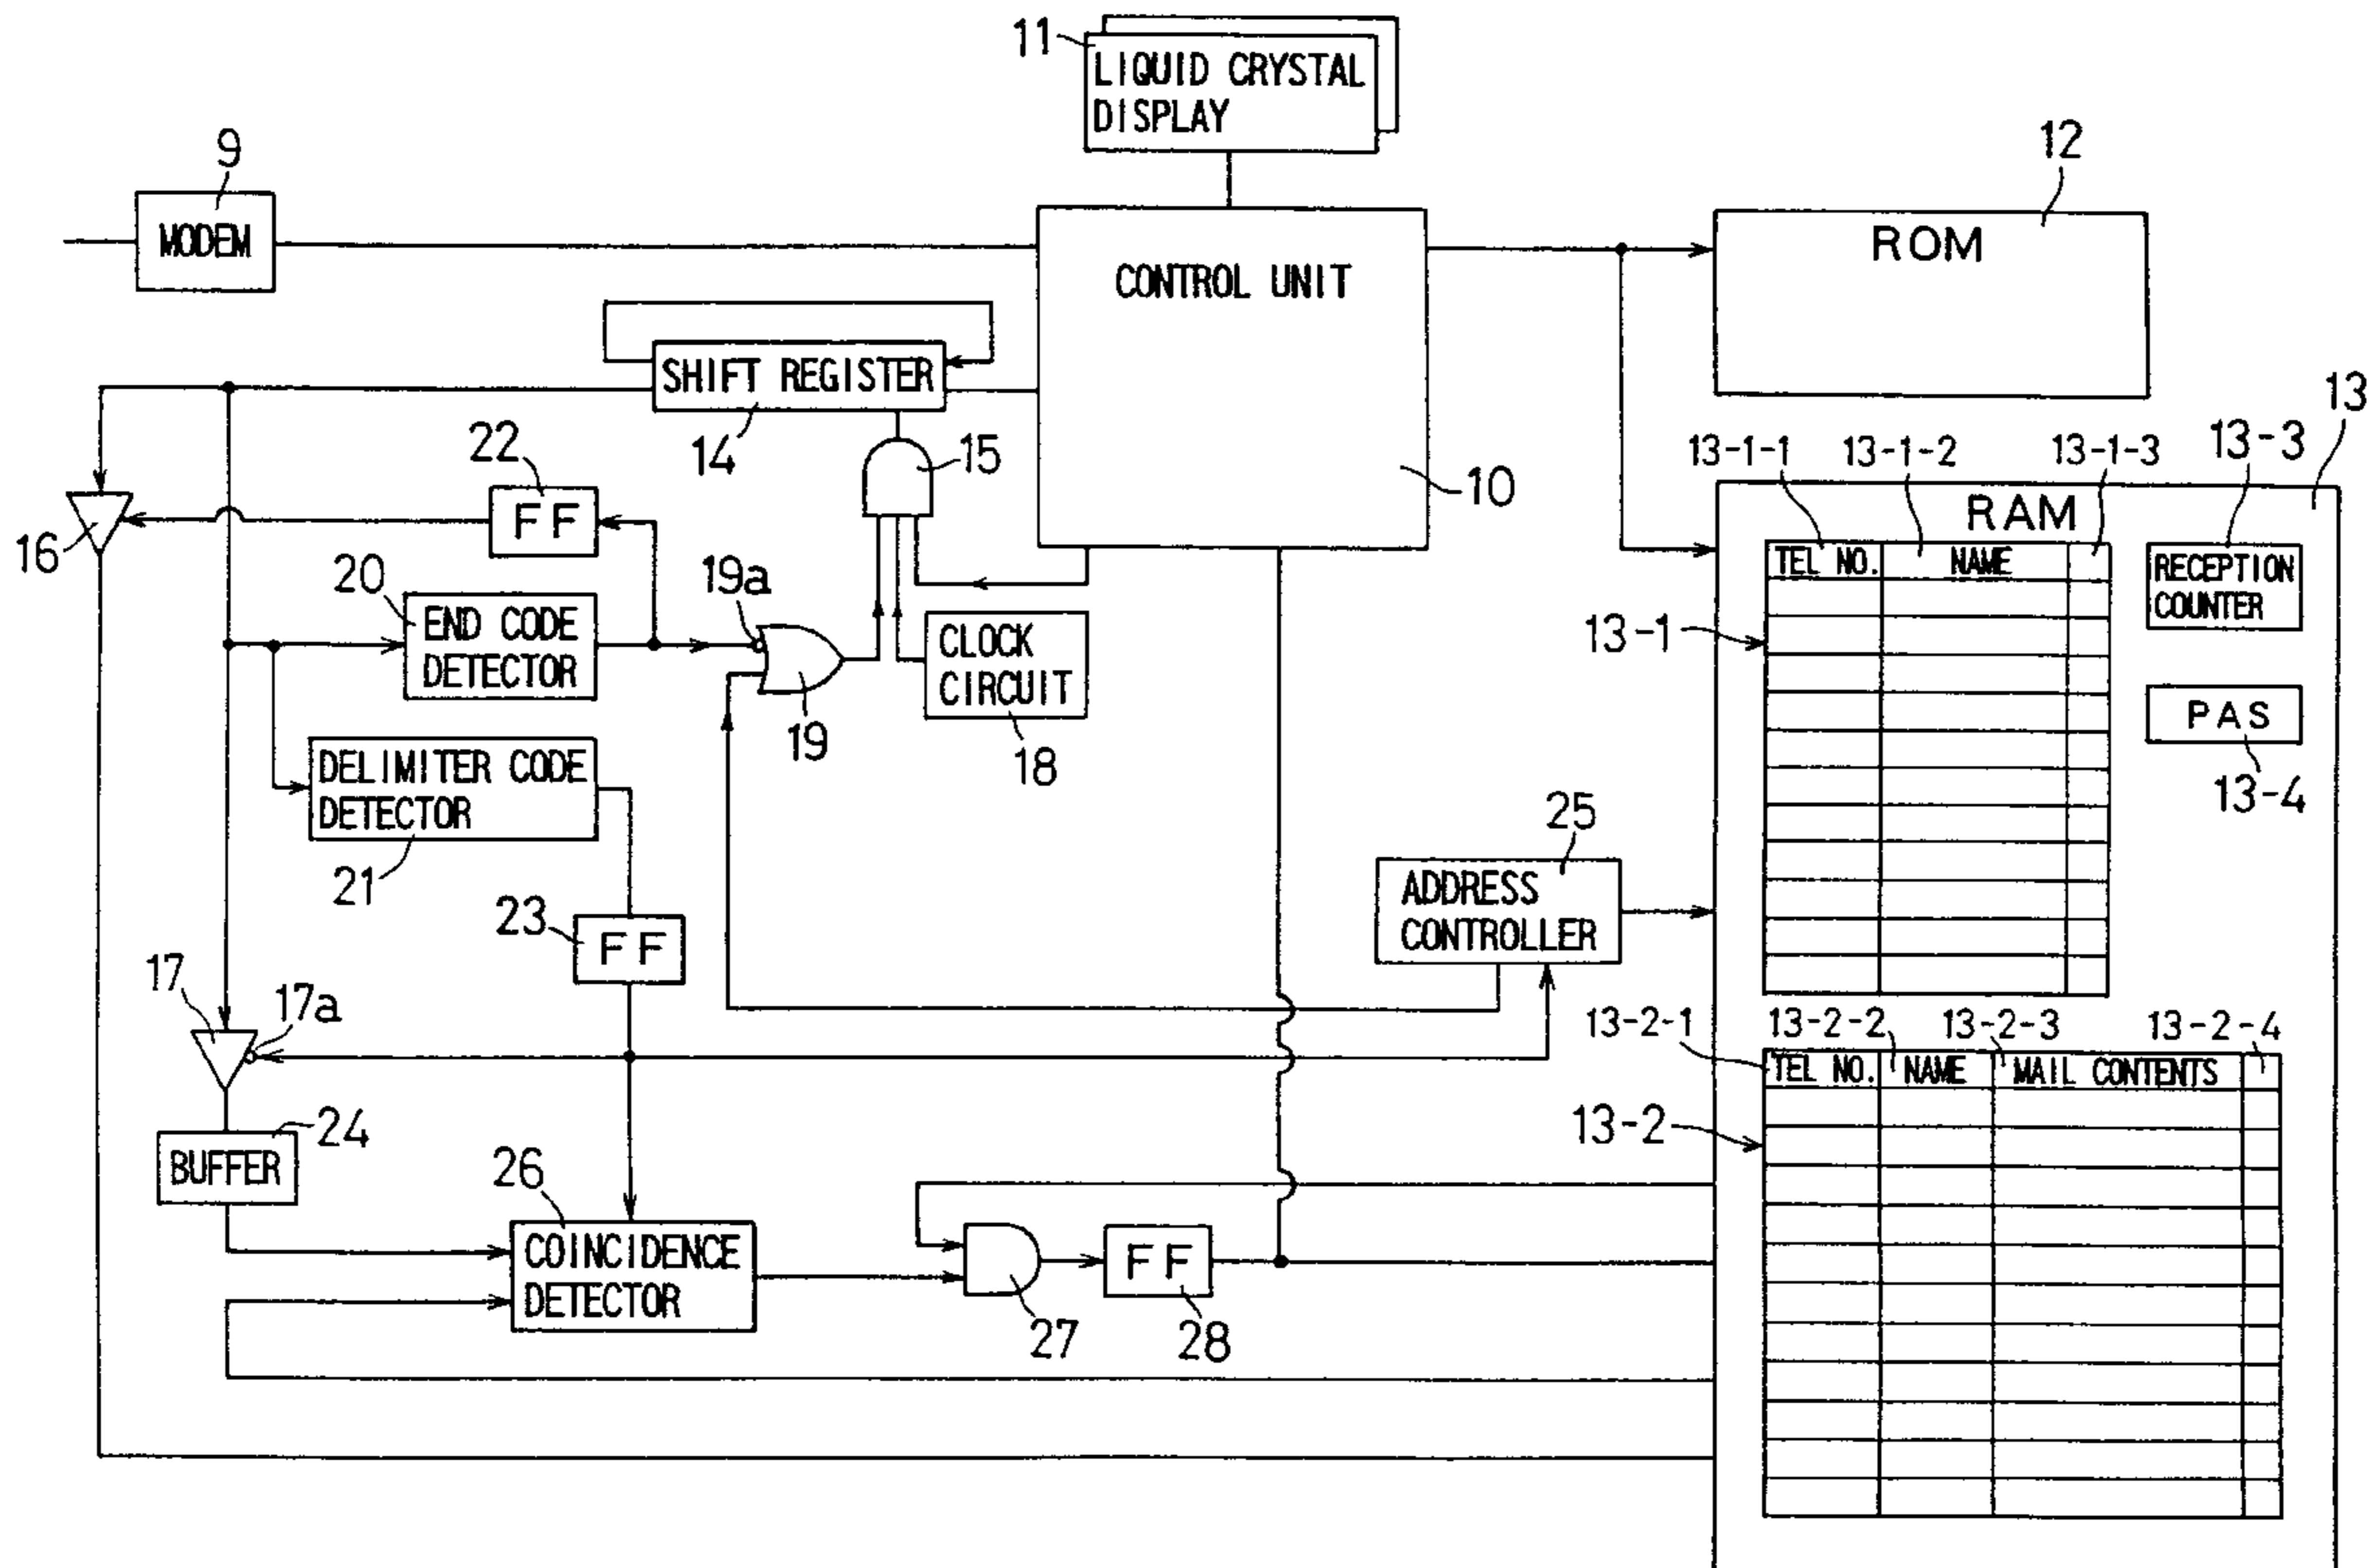 11
LIQUID CRYSTAL
DISPLAY
9
MODEM
12
ROM
CONTROL UNIT
10
SHIFT REGISTER
14
15
13
22
FF
16
20
END CODE
DETECTOR
19a
19
CLOCK
CIRCUIT
18
DELIMITER CODE
DETECTOR
21
23
FF
17
17a
25
ADDRESS
CONTROLLER
24
BUFFER
26
COINCIDENCE
DETECTOR
27
FF
28
13-1-1
13-1-2
13-1-3
13-3
RAM
TEL NO.
NAME
RECEPTION
COUNTER
13-1
PAS
13-4
13-2-1
13-2-2
13-2-3
13-2-4
TEL NO.
NAME
MAIL CONTENTS
13-2